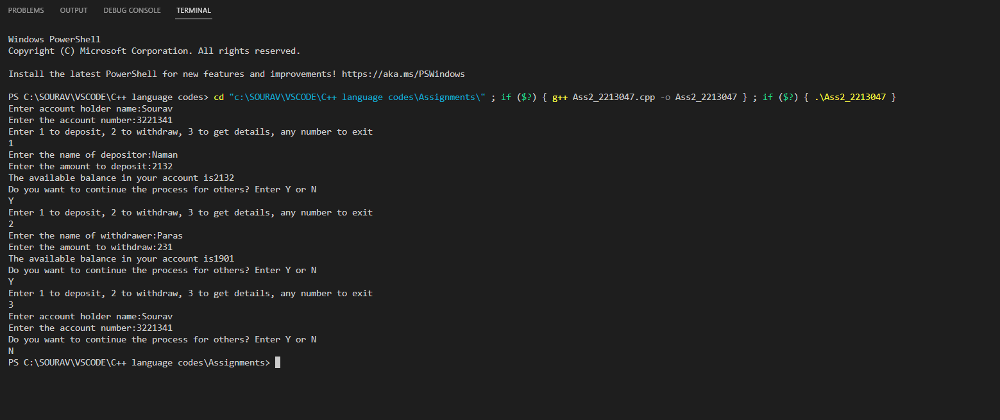 PROBLEMS OUTPUT DEBUG CONSOLE TERMINAL
Windows PowerShell
Copyright (C) Microsoft Corporation. All rights reserved.
Install the latest PowerShell for new features and improvements! https://aka.ms/PSWindows
PS C:\SOURAV\VSCODE\C++ language codes> cd "c:\SOURAV\VSCODE\C++ language codes\Assignments\" ; if ($?) { g++ Ass2_2213047.cpp -o Ass2_2213047 } ; if ($?) { .\Ass2_2213047 }
Enter account holder name:Sourav
Enter the account number:3221341
Enter 1 to deposit, 2 to withdraw, 3 to get details, any number to exit
1
Enter the name of depositor:Naman
Enter the amount to deposit:2132
The available balance in your account is2132
Do you want to continue the process for others? Enter Y or N
Y
Enter 1 to deposit, 2 to withdraw, 3 to get details, any number to exit
2
Enter the name of withdrawer:Paras
Enter the amount to withdraw:231
The available balance in your account is1901
Do you want to continue the process for others? Enter Y or N
Y
Enter 1 to deposit, 2 to withdraw, 3 to get details, any number to exit
3
Enter account holder name:Sourav
Enter the account number:3221341
Do you want to continue the process for others? Enter Y or N
N
PS C:\SOURAV\VSCODE\C++ language codes\Assignments>